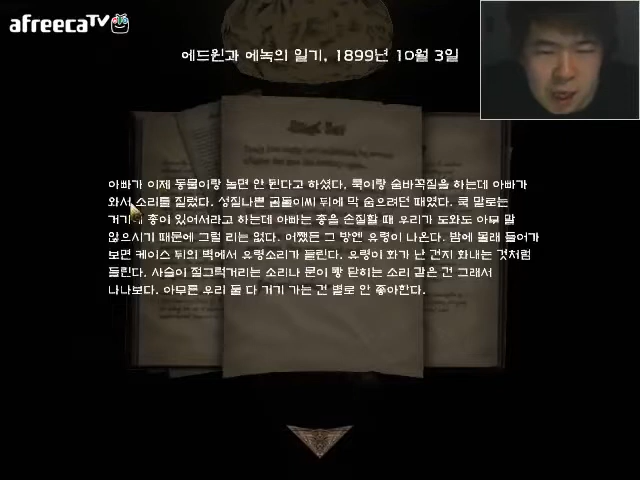 afreecaTV
에드윈과 에녹의 일기, 1899년 10월 3일
아빠가 이제 동물이랑 놀면 안 된다고 하셨다. 쿡이랑 숨바꼭질을 하는데 아빠가
와서 소리를 질렀다. 성질나쁜 곰돌이씨 뒤에 막 숨으려던 때였다. 쿡 말로는
거기 총이 있어서라고 하는데 아빠는 총을 손질할 때 우리가 도와도 아무 말
않으시기 때문에 그럴 리는 없다. 어쨌든 그 방엔 유령이 나온다. 밤에 몰래 들어가
보면 케이스 뒤의 벽에서 유령소리가 들린다. 유령이 화가 난 건지 화내는 것처럼
들린다. 사슬이 절그럭거리는 소리나 문이 쾅 닫히는 소리 같은 건 그래서
나나보다. 아무튼 우리 둘 다 거기 가는 건 별로 안 좋아한다.